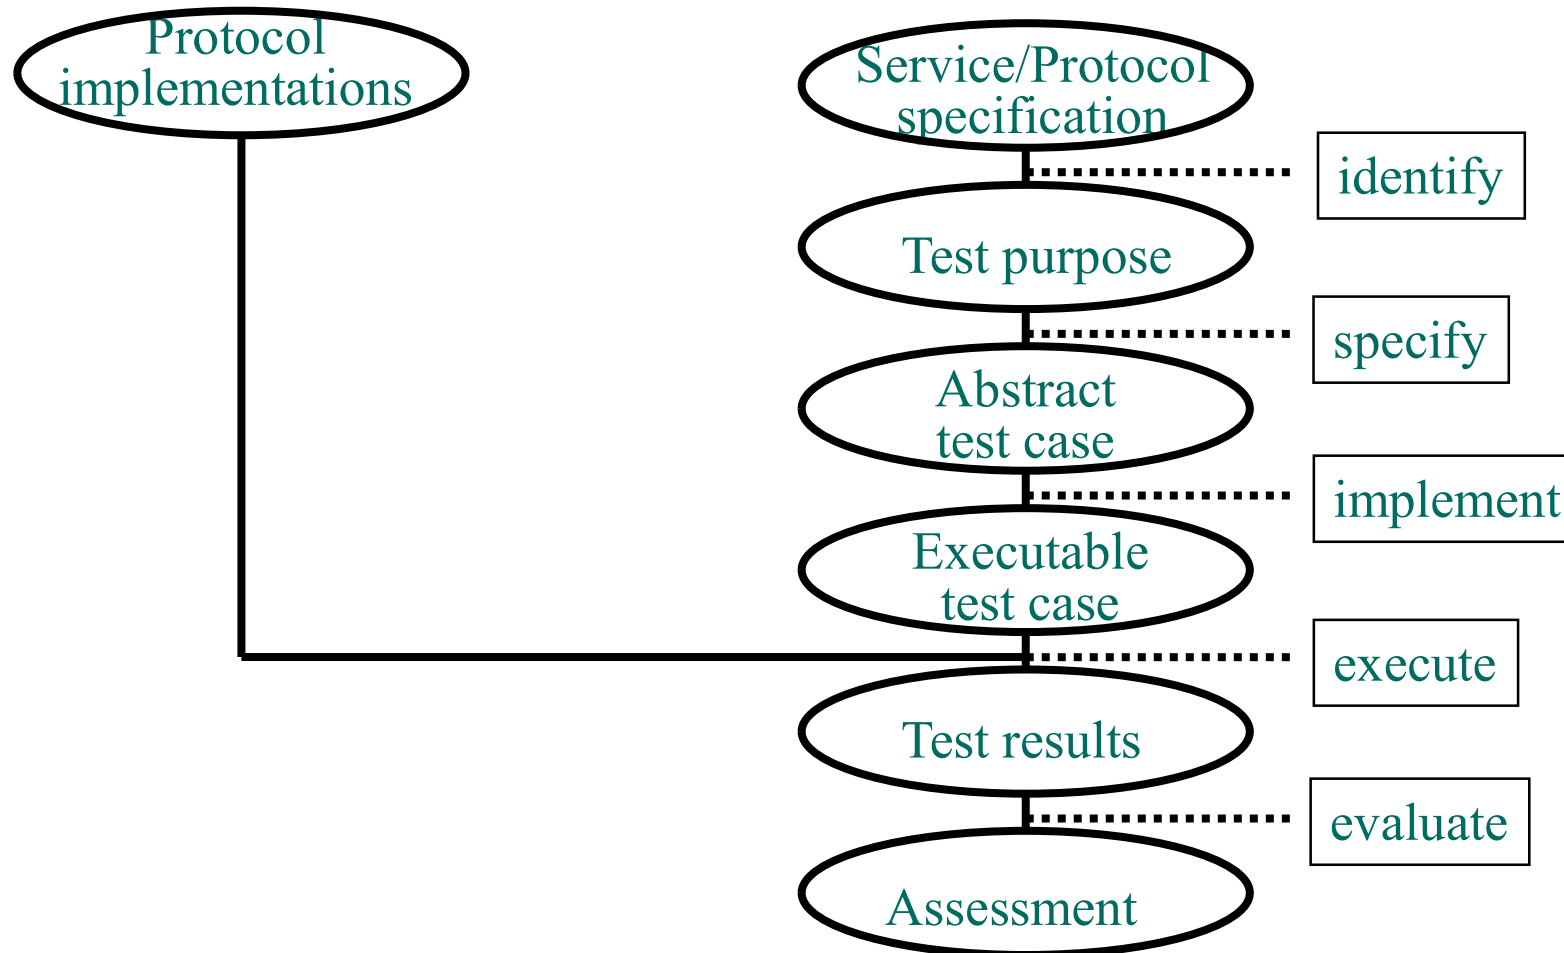 Protocol
implementations
Service/Protocol
specification
identify
Test purpose
specify
Abstract
test case
implement
Executable
test case
execute
Test results
evaluate
Assessment